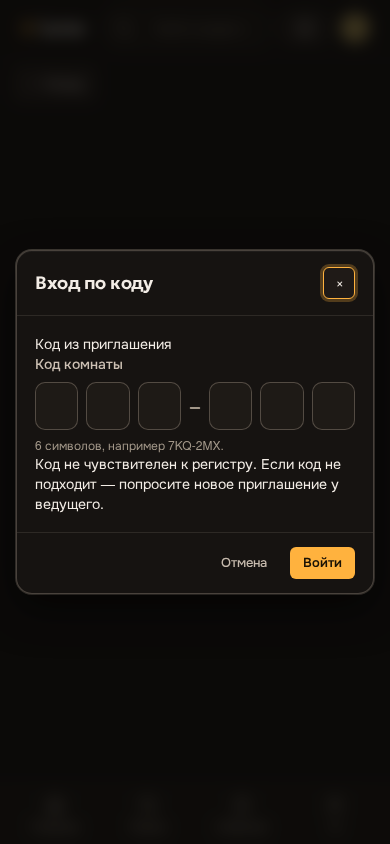 Вход по коду
×
Код из приглашения
Код комнаты
–
6 символов, например 7KQ-2MX.
Код не чувствителен к регистру. Если код не
подходит — попросите новое приглашение у
ведущего.
Отмена
Войти